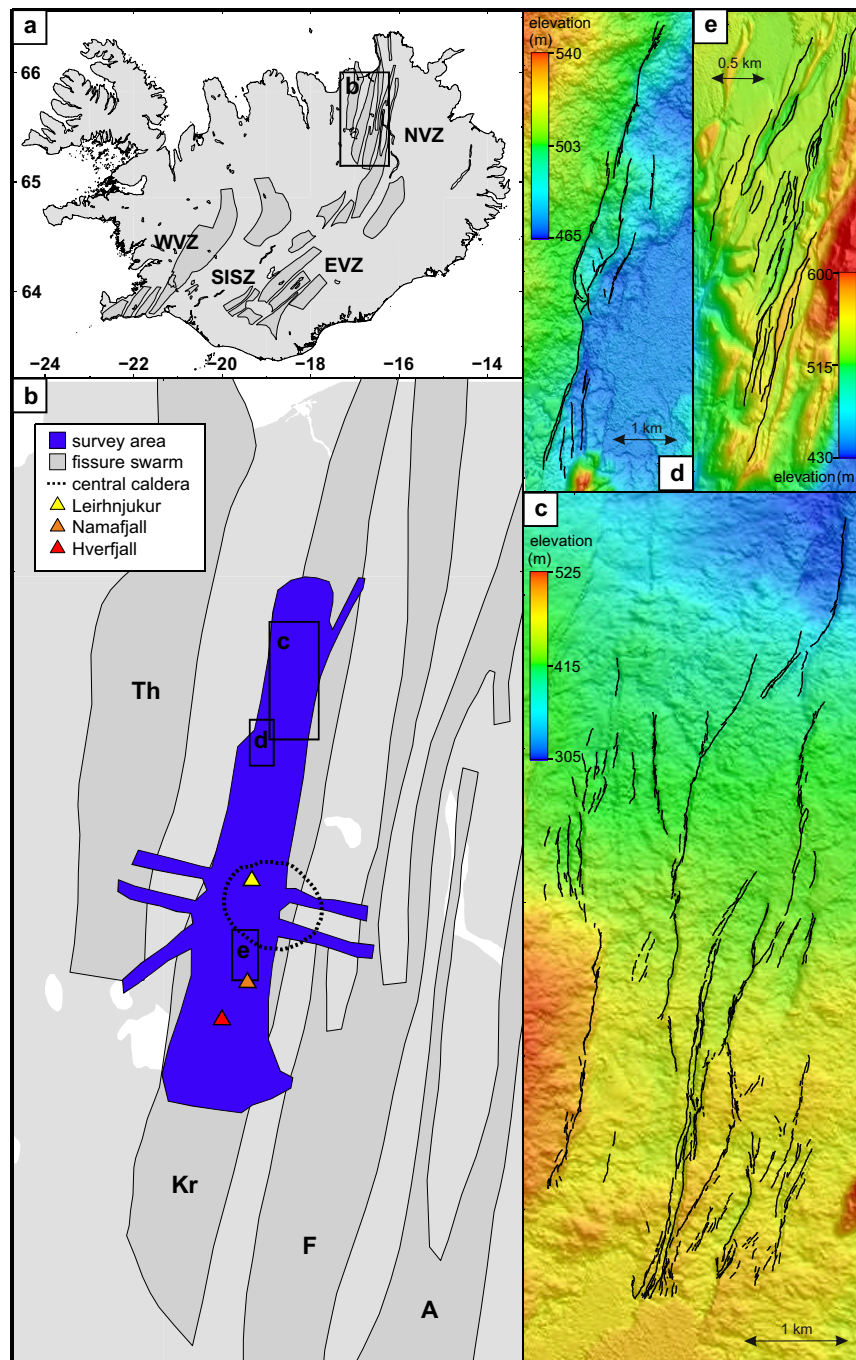 a
66
65
64
−24
−22
−20
−18
−16
−14
b
NVZ
WVZ
SISZ
EVZ
b
survey area
fissure swarm
central caldera
Leirhnjukur
Namafjall
Hverfjall
Th
c
d
e
Kr
F
A
elevation
(m)
540
503
465
1 km
d
e
0.5 km
600
515
430
elevation(m
c
elevation
(m)
525
415
305
1 km